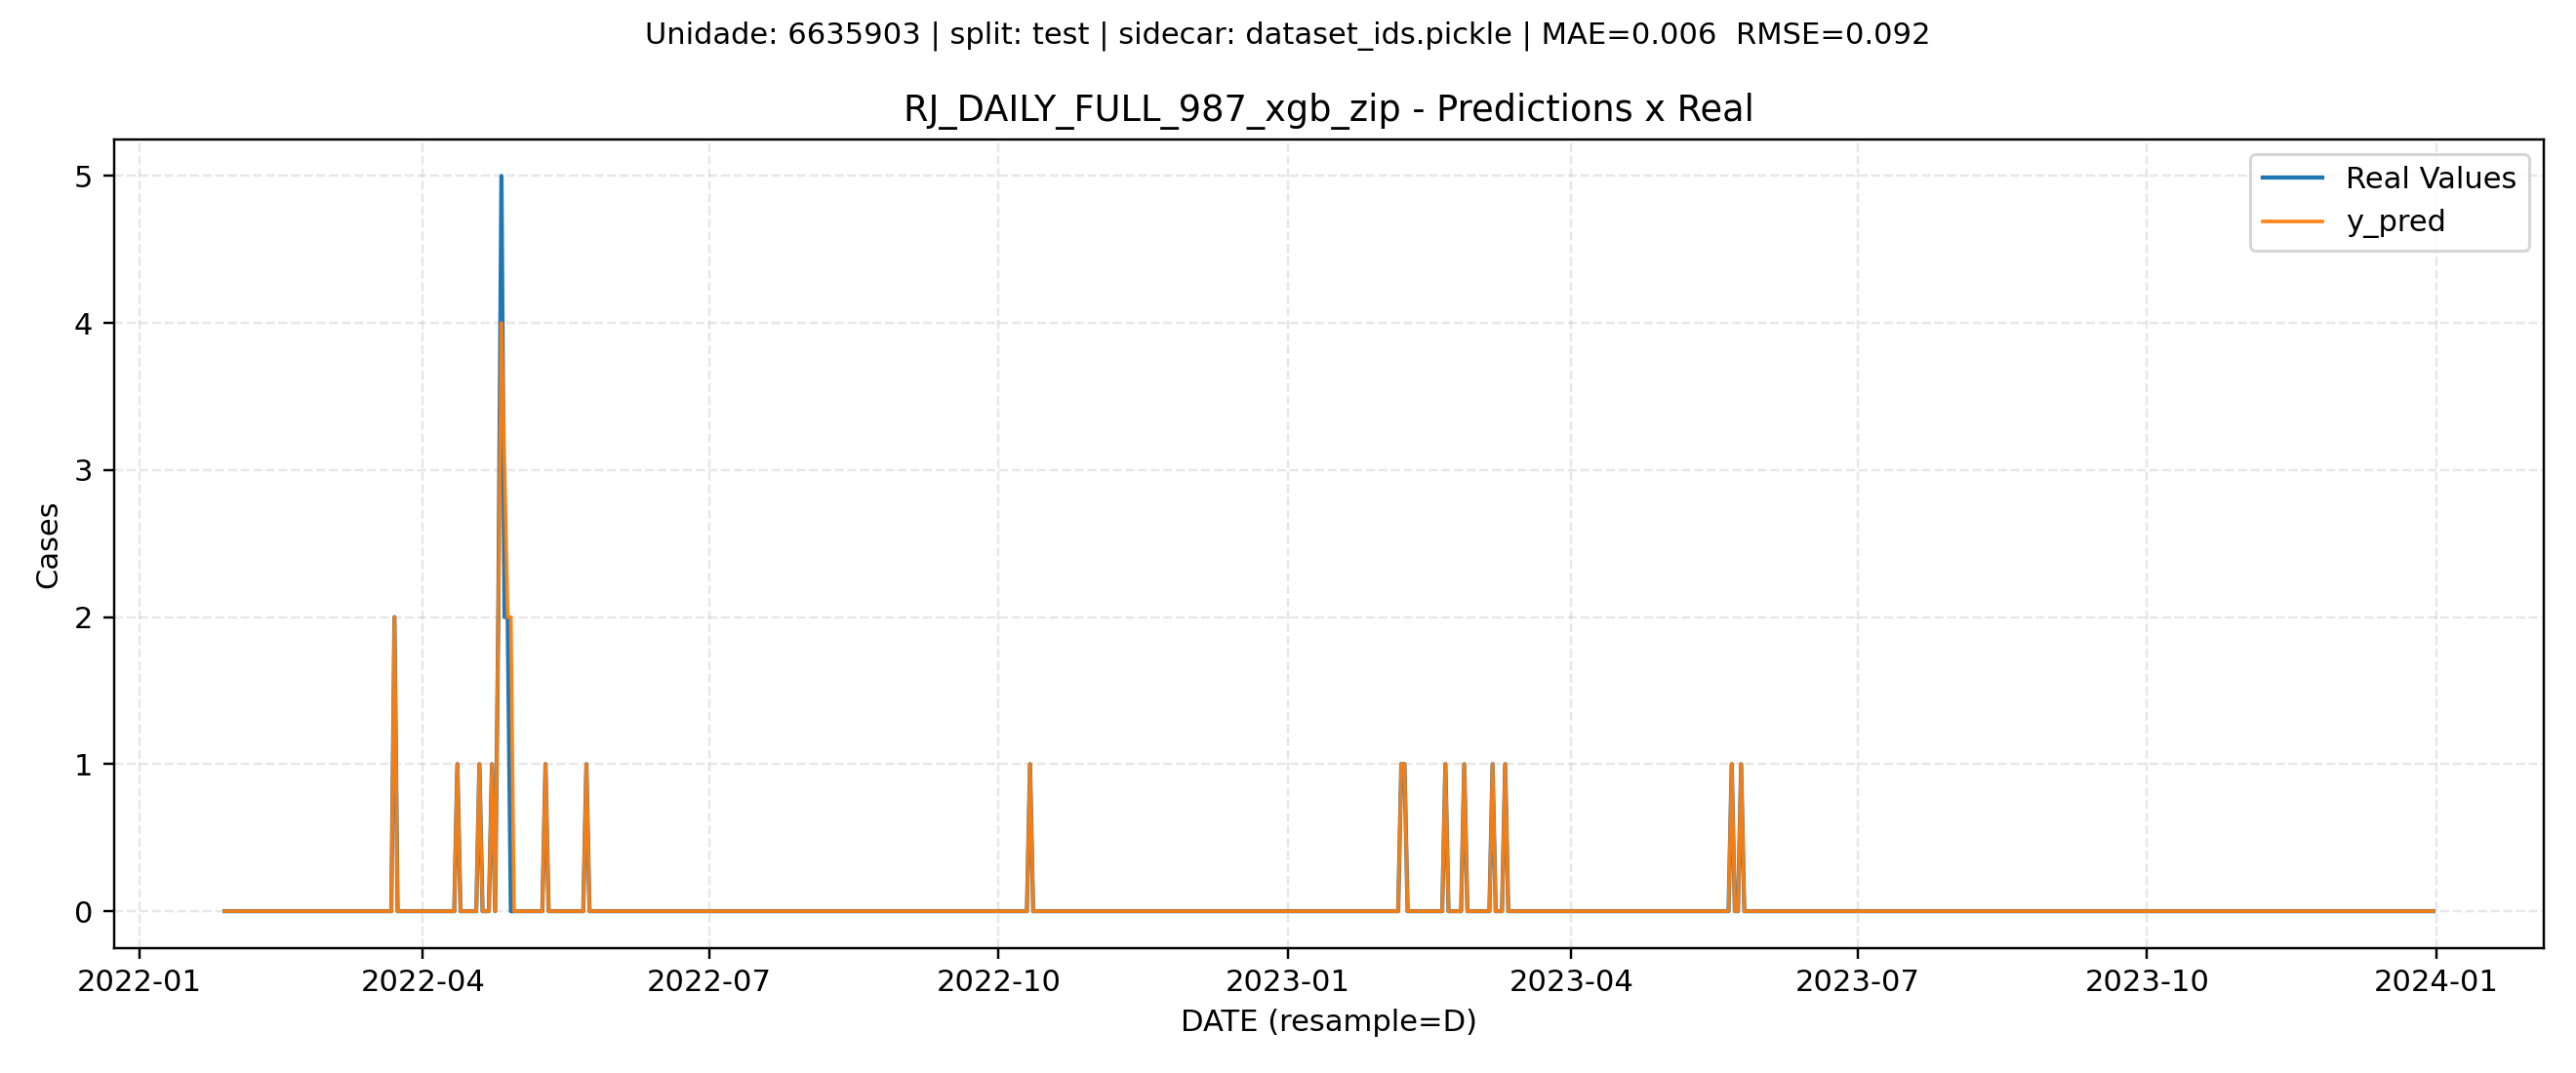 Unidade: 6635903 | split: test | sidecar: dataset_ids.pickle | MAE=0.006  RMSE=0.092
RJ_DAILY_FULL_987_xgb_zip - Predictions x Real
Real Values
y_pred
5
4
3
2
1
0
Cases
2022-01 2022-04 2022-07 2022-10 2023-01 2023-04 2023-07 2023-10 2024-01
DATE (resample=D)